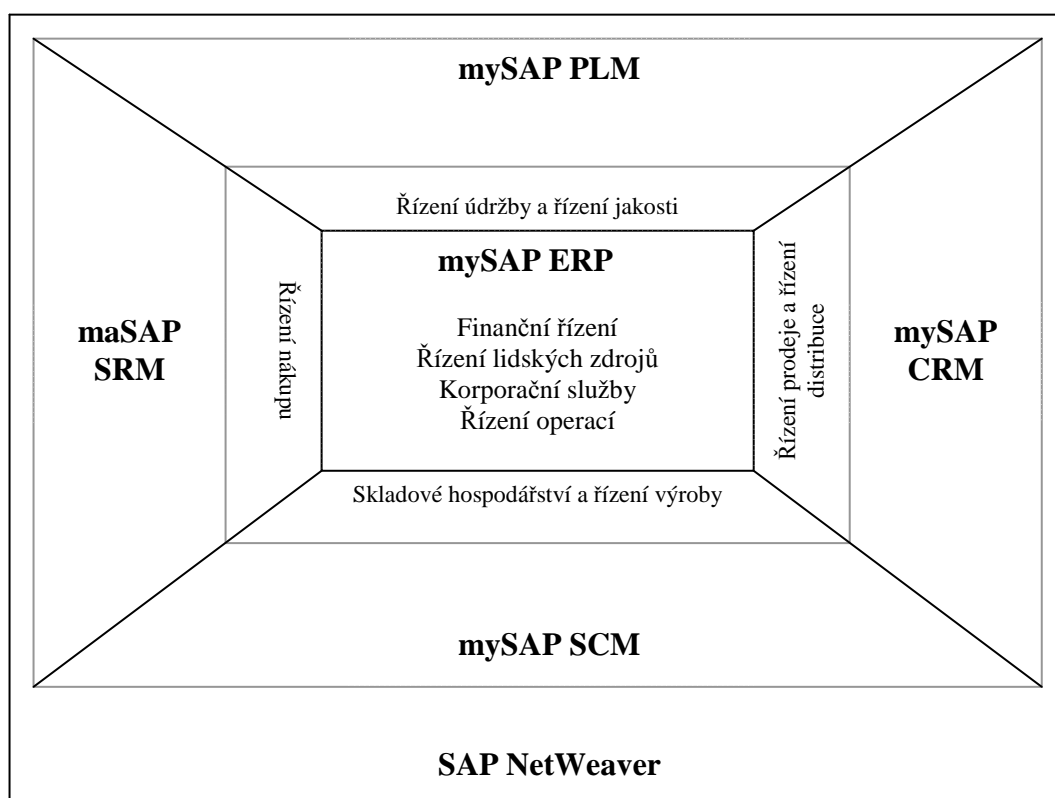 mySAP PLM
Řízení údržby a řízení jakosti
mySAP ERP
Finanční řízení
Řízení lidských zdrojů
Korporační služby
Řízení operací
maSAP
SRM
Řízení
nákupu
Řízení prodeje a řízení
distribuce
mySAP
CRM
Skladové hospodářství a řízení výroby
mySAP SCM
SAP NetWeaver